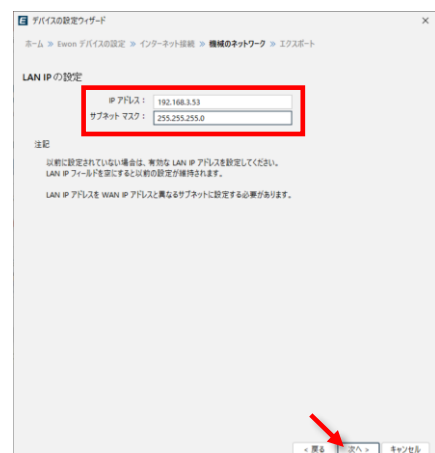 デバイスの設定ウィザード
ホーム » Ewon デバイスの設定 » インターネット接続 » 機械のネットワーク » エクスポート
LAN IP の設定
IP アドレス： 192.168.3.53
サブネット マスク： 255.255.255.0
注記
以前に設定されていない場合は、有効な LAN IP アドレスを設定してください。
LAN IP フィールドを空にすると以前の設定が維持されます。
LAN IP アドレスを WAN IP アドレスと異なるサブネットに設定する必要があります。
< 戻る 次へ > キャンセル